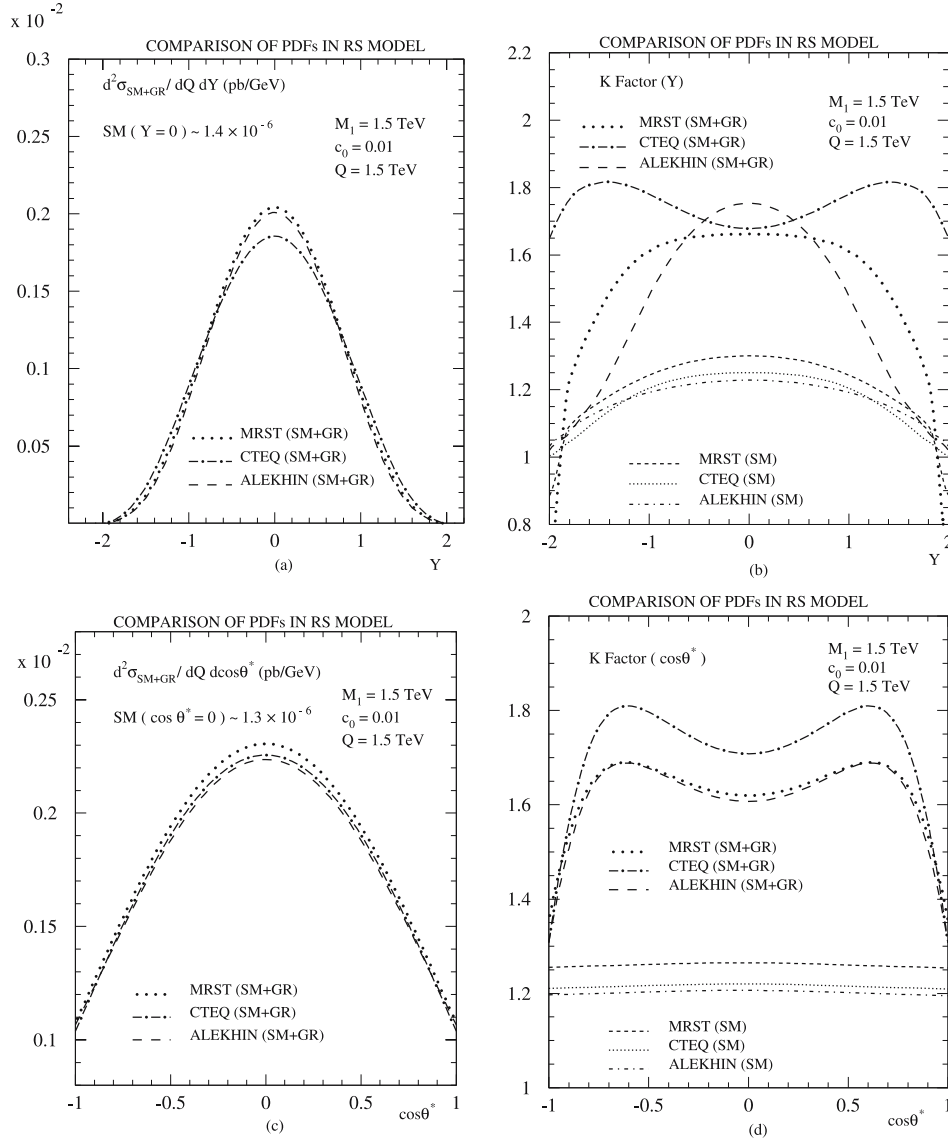 x 10⁻²
COMPARISON OF PDFs IN RS MODEL
0.3
0.25
0.2
0.15
0.1
0.05
d²σ_SM+GR / dQ dY (pb/GeV)
SM ( Y=0 ) ~ 1.4 × 10⁻⁶
M₁ = 1.5 TeV
c₀ = 0.01
Q = 1.5 TeV
MRST (SM+GR)
CTEQ (SM+GR)
ALEKHIN (SM+GR)
-2 -1 0 1 2
(a) Y
COMPARISON OF PDFs IN RS MODEL
2.2
2
1.8
1.6
1.4
1.2
1
0.8
K Factor (Y)
M₁ = 1.5 TeV
c₀ = 0.01
Q = 1.5 TeV
MRST (SM+GR)
CTEQ (SM+GR)
ALEKHIN (SM+GR)
MRST (SM)
CTEQ (SM)
ALEKHIN (SM)
-2 -1 0 1 2
(b) Y
COMPARISON OF PDFs IN RS MODEL
x 10⁻²
0.25
0.2
0.15
0.1
d²σ_SM+GR / dQ dcosθ* (pb/GeV)
SM ( cos θ* = 0 ) ~ 1.3 × 10⁻⁶
M₁ = 1.5 TeV
c₀ = 0.01
Q = 1.5 TeV
MRST (SM+GR)
CTEQ (SM+GR)
ALEKHIN (SM+GR)
-1 -0.5 0 0.5 1
(c) cosθ*
COMPARISON OF PDFs IN RS MODEL
2
1.8
1.6
1.4
1.2
1
K Factor ( cosθ* )
M₁ = 1.5 TeV
c₀ = 0.01
Q = 1.5 TeV
MRST (SM+GR)
CTEQ (SM+GR)
ALEKHIN (SM+GR)
MRST (SM)
CTEQ (SM)
ALEKHIN (SM)
-1 -0.5 0 0.5 1
(d) cosθ*